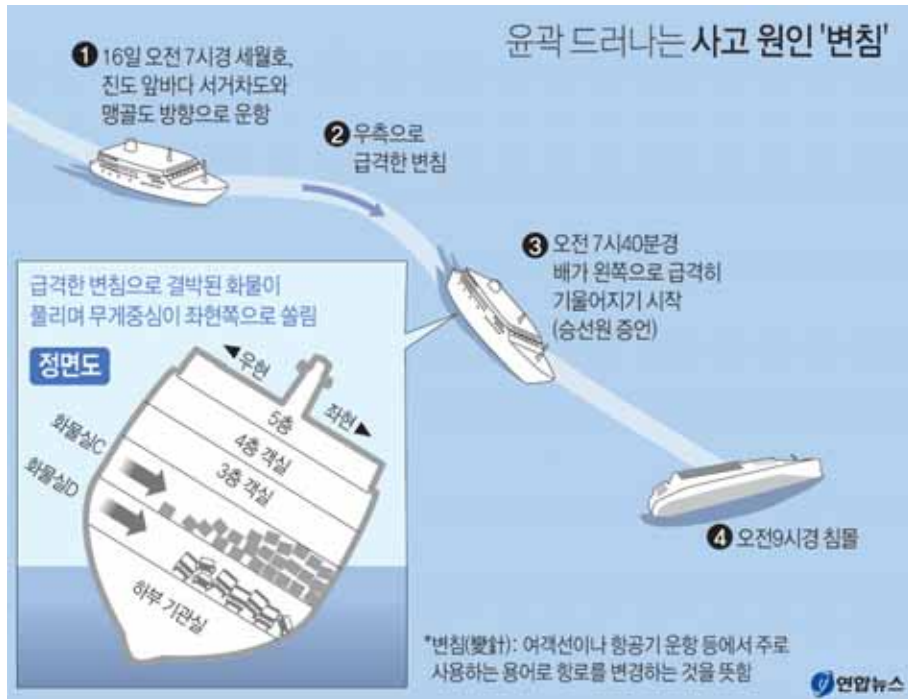 윤곽 드러나는 사고 원인 '변침'
1 16일 오전 7시경 세월호,
진도 앞바다 서거차도와
맹골도 방향으로 운항
2 우측으로
급격한 변침
3 오전 7시40분경
배가 왼쪽으로 급격히
기울어지기 시작
(승선원 증언)
급격한 변침으로 결박된 화물이
풀리며 무게중심이 좌현쪽으로 쏠림
정면도
◀우현
좌현▶
5층
4층 객실
3층 객실
화물실C
화물실D
하부 기관실
4 오전9시경 침몰
*변침(變針): 여객선이나 항공기 운항 등에서 주로
사용하는 용어로 항로를 변경하는 것을 뜻함
연합뉴스